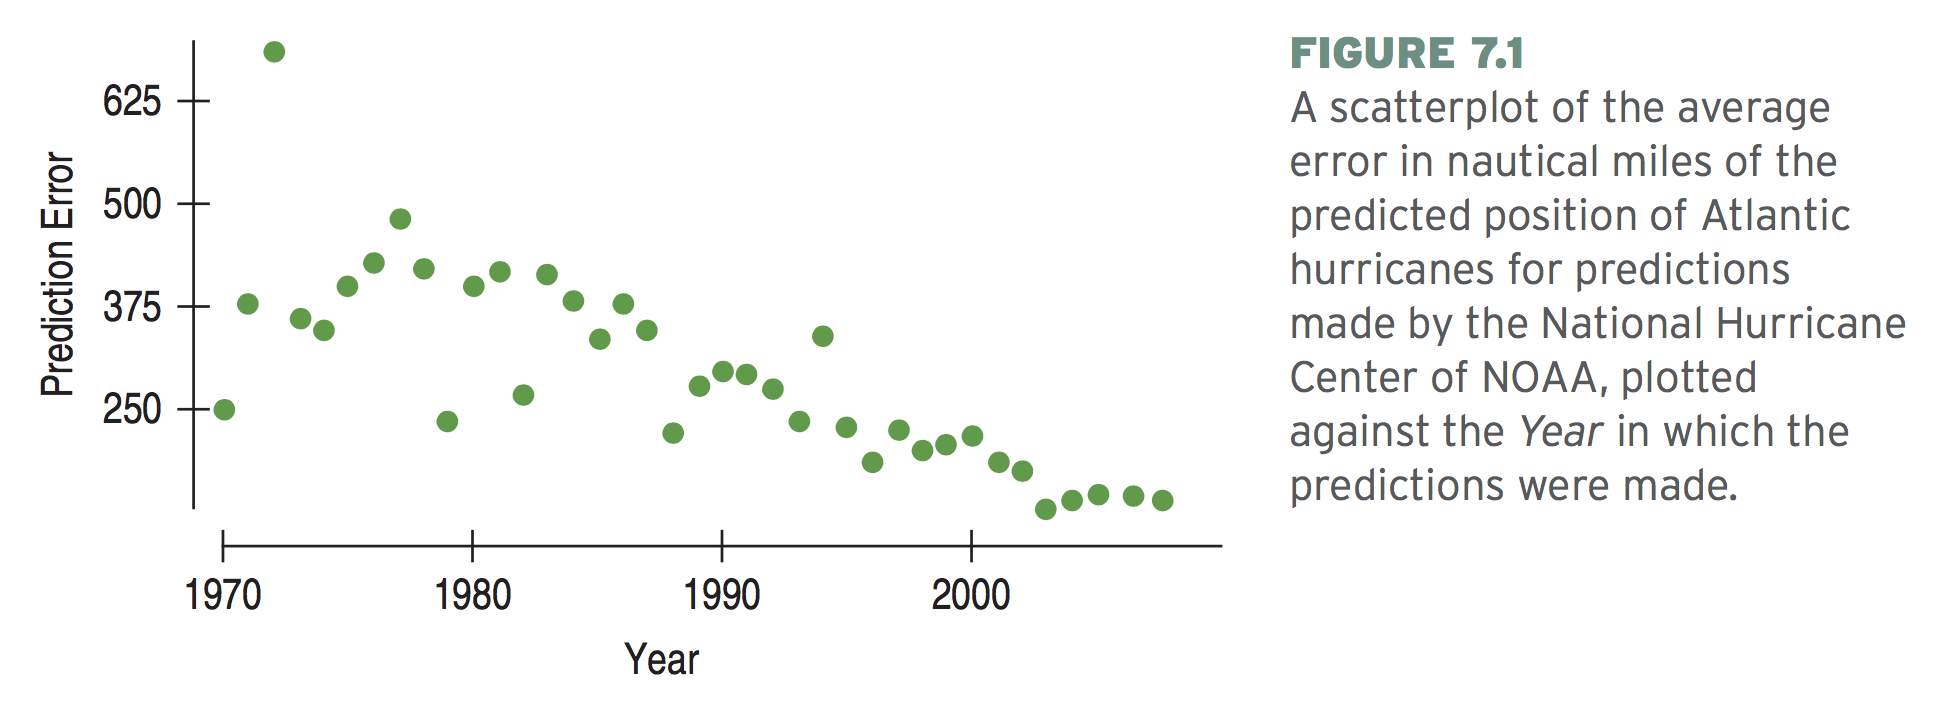 625
500
375
250
Prediction Error
1970 1980 1990 2000
Year
FIGURE 7.1
A scatterplot of the average
error in nautical miles of the
predicted position of Atlantic
hurricanes for predictions
made by the National Hurricane
Center of NOAA, plotted
against the Year in which the
predictions were made.